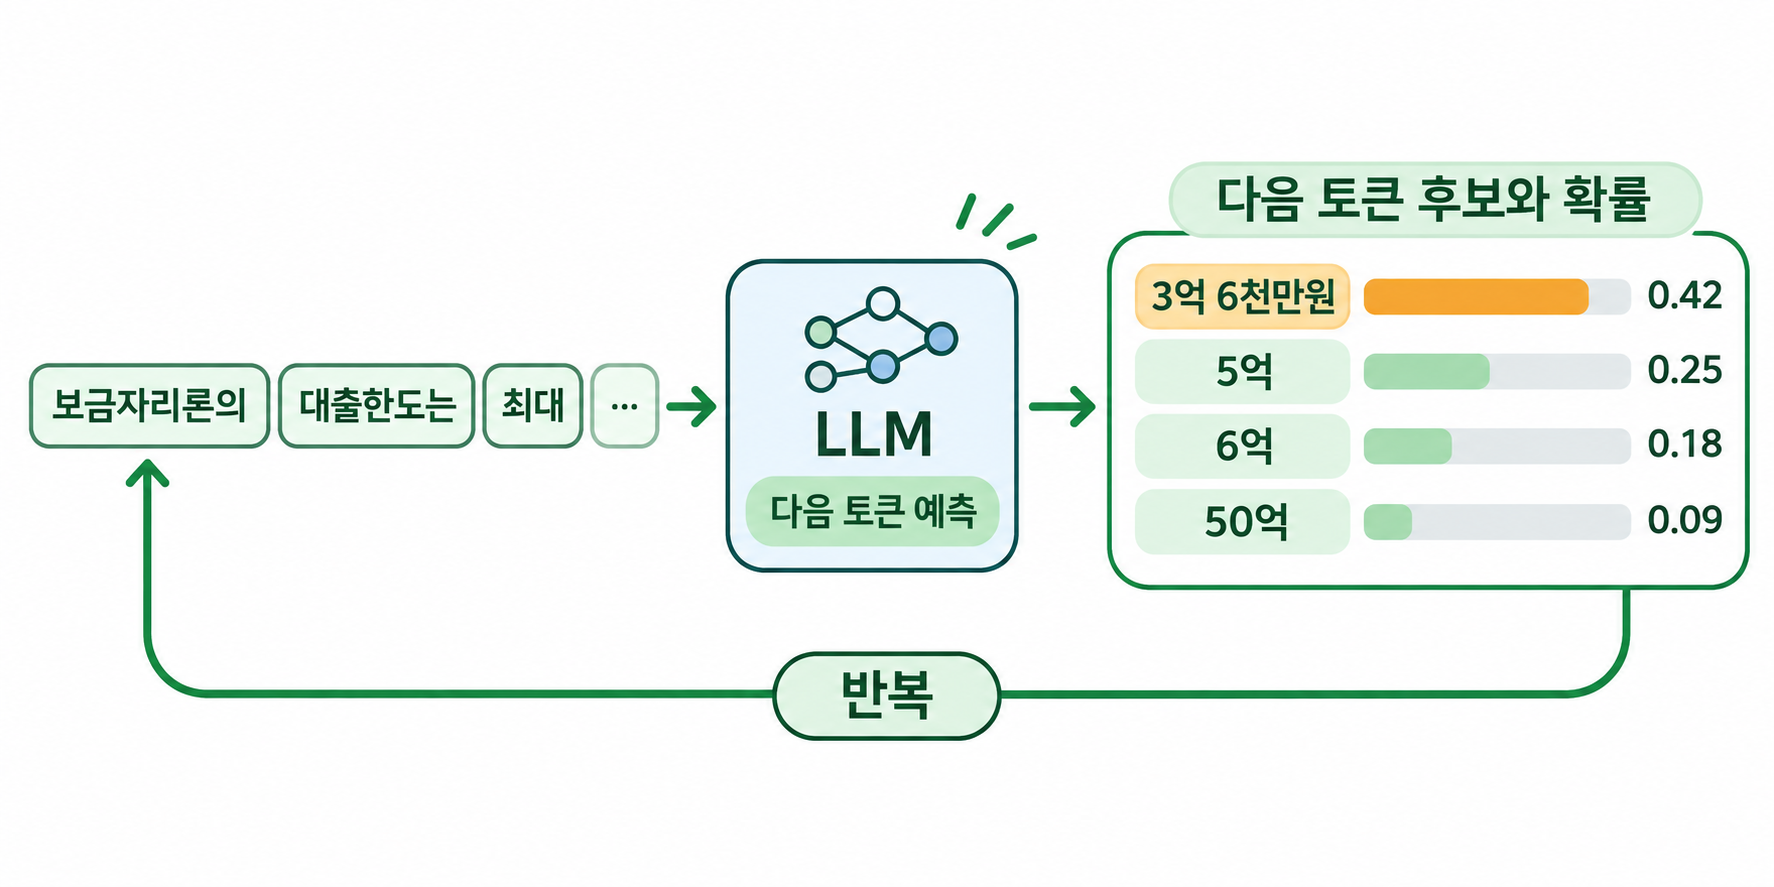 보금자리론의 대출한도는 최대 ...
LLM
다음 토큰 예측
다음 토큰 후보와 확률
3억 6천만원 0.42
5억 0.25
6억 0.18
50억 0.09
반복